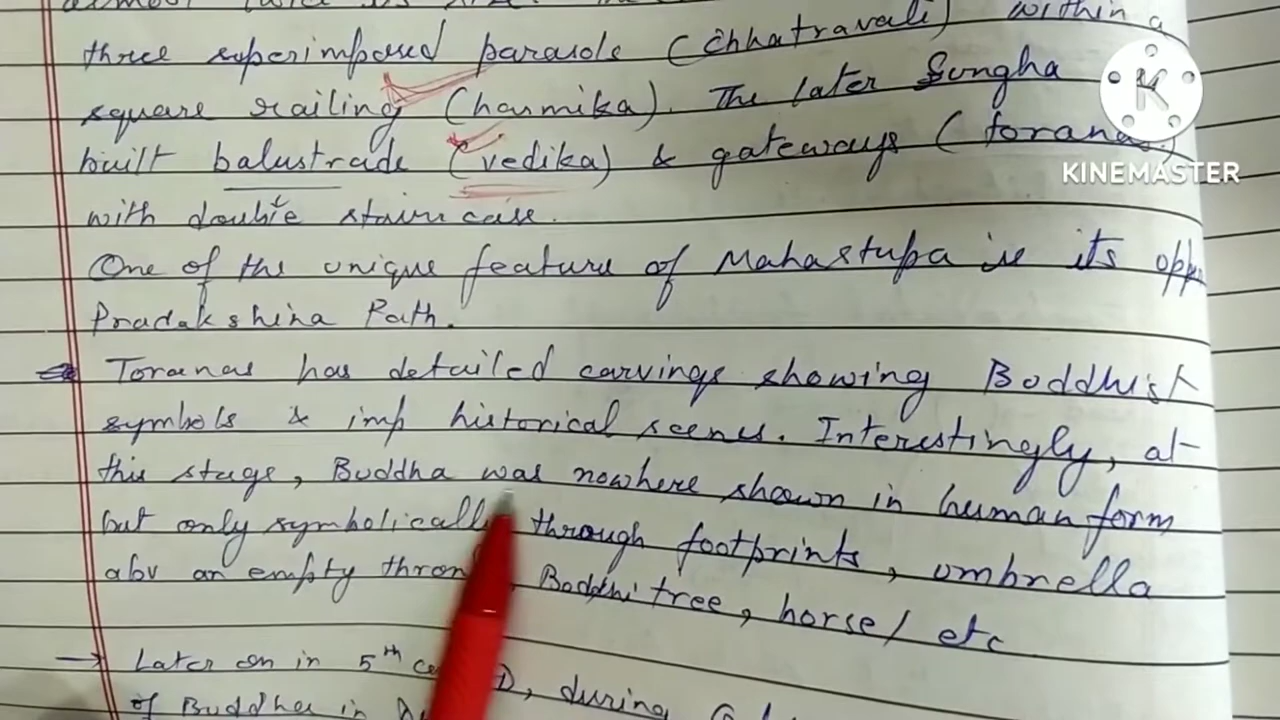 three superimposed parasols (chhatravali) within a
square railing (harmika). The later Sungha
built balustrade (vedika) & gateways (toranas)
with double staircase.
One of the unique feature of Mahastupa is its
Pradakshina Path.
Toranas has detailed carvings showing Boddhist
symbols & imp historical scenes. Interestingly, at
this stage, Buddha was nowhere shown in human form
but only symbolically through footprints, umbrella
abv an empty throne, Boddhi tree, horse/ etc
→ Later on in 5th during
of Buddha in
K
KINEMASTER